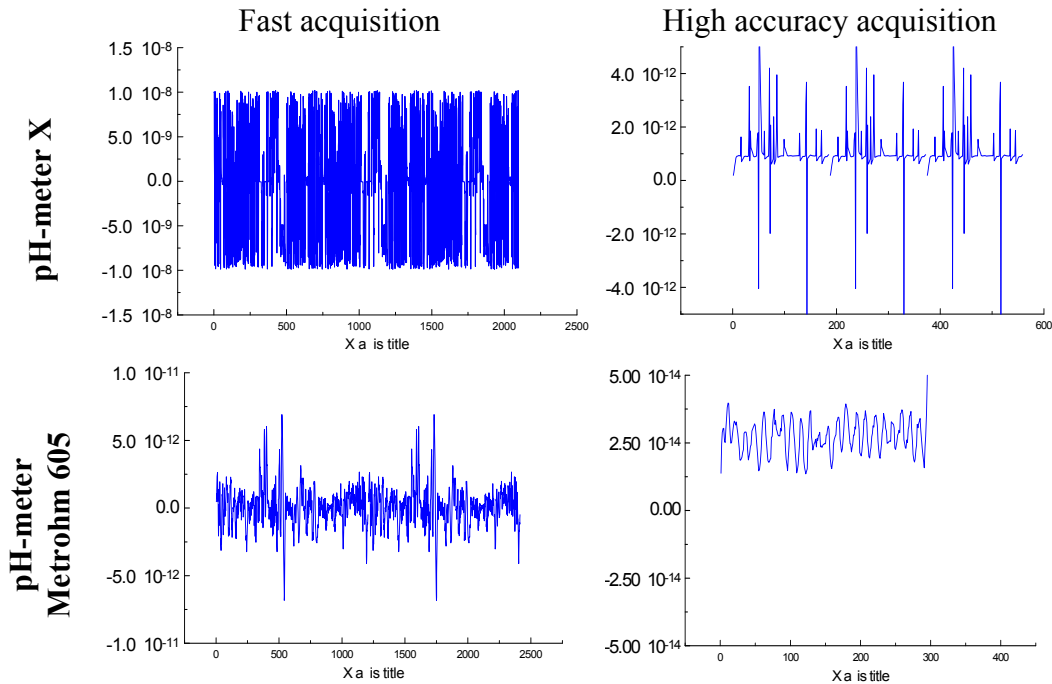 Fast acquisition
High accuracy acquisition
pH-meter X
1.5 10-8
1.0 10-8
5.0 10-9
0.0
-5.0 10-9
-1.0 10-8
-1.5 10-8
0 500 1000 1500 2000 2500
X a is title
4.0 10-12
2.0 10-12
0.0
-2.0 10-12
-4.0 10-12
0 200 400 600
X a is title
pH-meter
Metrohm 605
1.0 10-11
5.0 10-12
0.0
-5.0 10-12
-1.0 10-11
0 500 1000 1500 2000 2500
X a is title
5.00 10-14
2.50 10-14
0.00
-2.50 10-14
-5.00 10-14
0 100 200 300 400
X a is title